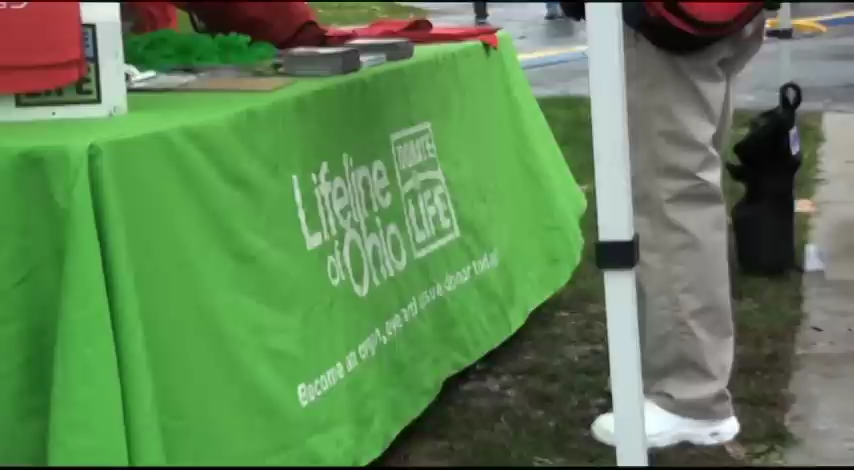 Lifeline
of Ohio
DONATE
LIFE
Become an organ, eye and tissue donor today!